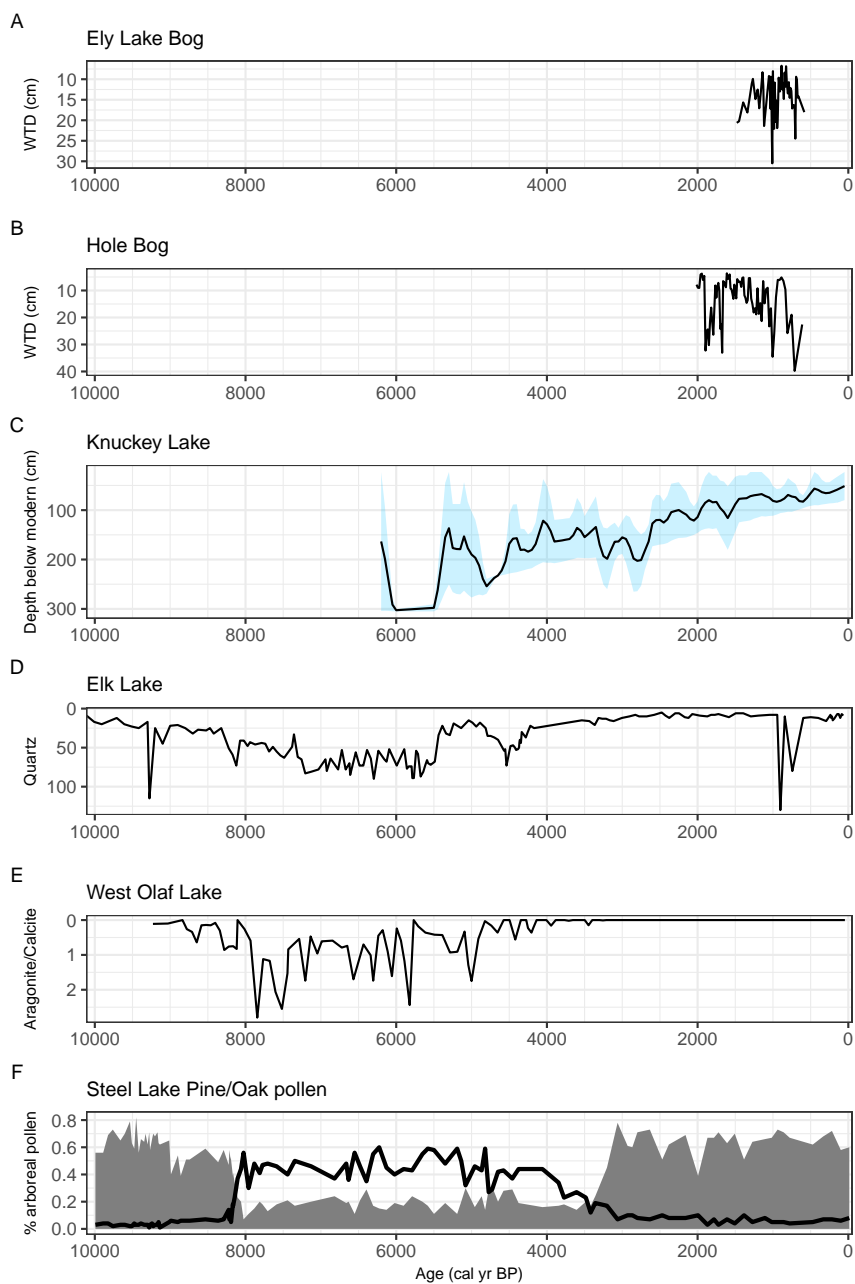 A
Ely Lake Bog
WTD (cm)
10
15
20
25
30
10000 8000 6000 4000 2000 0
B
Hole Bog
WTD (cm)
10
20
30
40
10000 8000 6000 4000 2000 0
C
Knuckey Lake
Depth below modern (cm)
100
200
300
10000 8000 6000 4000 2000 0
D
Elk Lake
Quartz
0
50
100
10000 8000 6000 4000 2000 0
E
West Olaf Lake
Aragonite/Calcite
0
1
2
10000 8000 6000 4000 2000 0
F
Steel Lake Pine/Oak pollen
% arboreal pollen
0.8
0.6
0.4
0.2
0.0
10000 8000 6000 4000 2000 0
Age (cal yr BP)